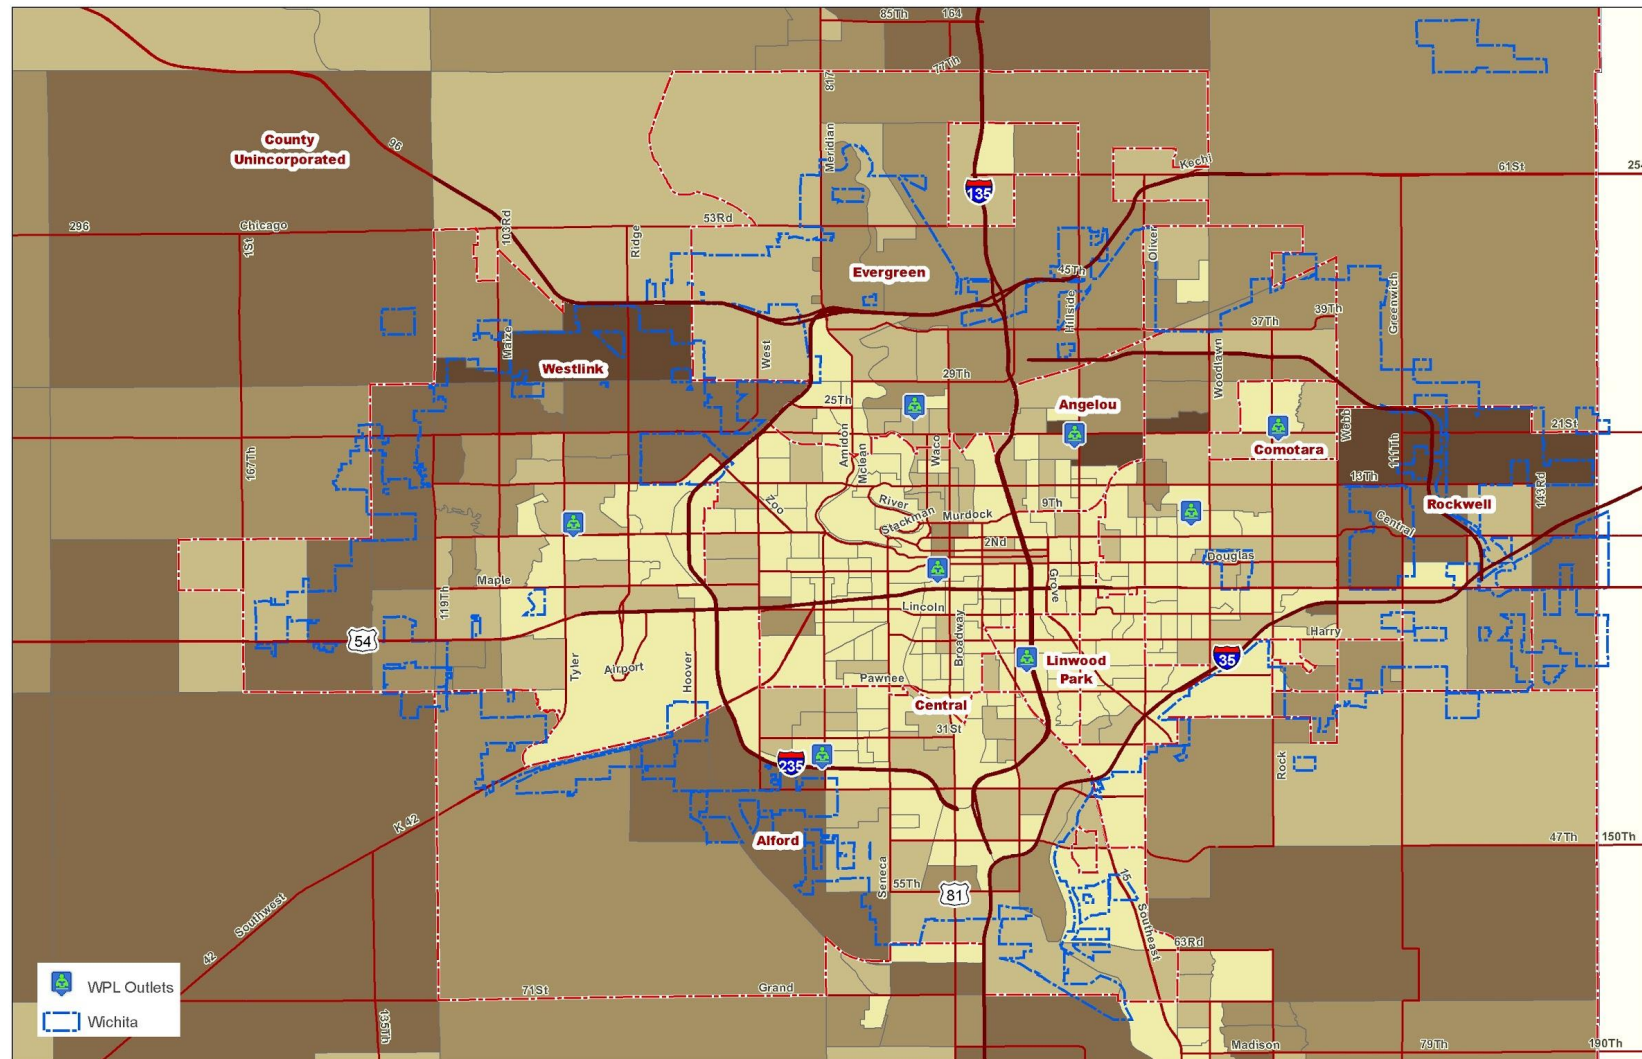 85Th
164
77Th
817
Meridian
County
Unincorporated
96
Kechi
61St
254
135
296
Chicago
1St
103Rd
Ridge
53Rd
Evergreen
45Th
Oliver
Hillside
Greenwich
39Th
37Th
Maize
Westlink
West
29Th
Woodlawn
25Th
Angelou
Amidon
Mclean
Waco
Webb
111Th
21St
Comotara
167Th
13Th
143Rd
Zoo
River
Stackman
Murdock
9Th
Rockwell
Central
2Nd
Douglas
Maple
119Th
Grove
Lincoln
Broadway
54
Harry
35
Airport
Tyler
Hoover
Pawnee
Linwood
Park
Central
31St
235
Rock
K 42
Alford
47Th
150Th
Seneca
55Th
81
15
Southeast
Southwest
42
63Rd
71St
Grand
135Th
Madison
79Th
190Th
WPL Outlets
Wichita